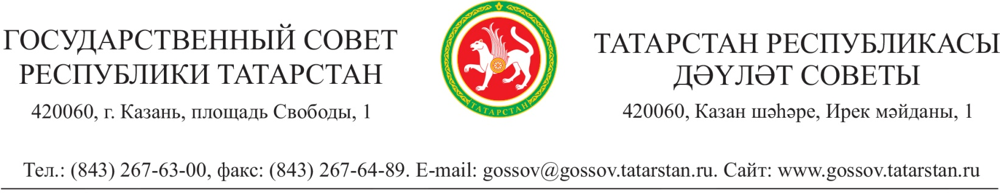 ГОСУДАРСТВЕННЫЙ СОВЕТ
РЕСПУБЛИКИ ТАТАРСТАН
420060, г. Казань, площадь Свободы, 1
ТАТАРСТАН
ТАТАРСТАН РЕСПУБЛИКАСЫ
ДӘҮЛӘТ СОВЕТЫ
420060, Казан шәһәре, Ирек мәйданы, 1
Тел.: (843) 267-63-00, факс: (843) 267-64-89. E-mail: gossov@gossov.tatarstan.ru. Сайт: www.gossov.tatarstan.ru